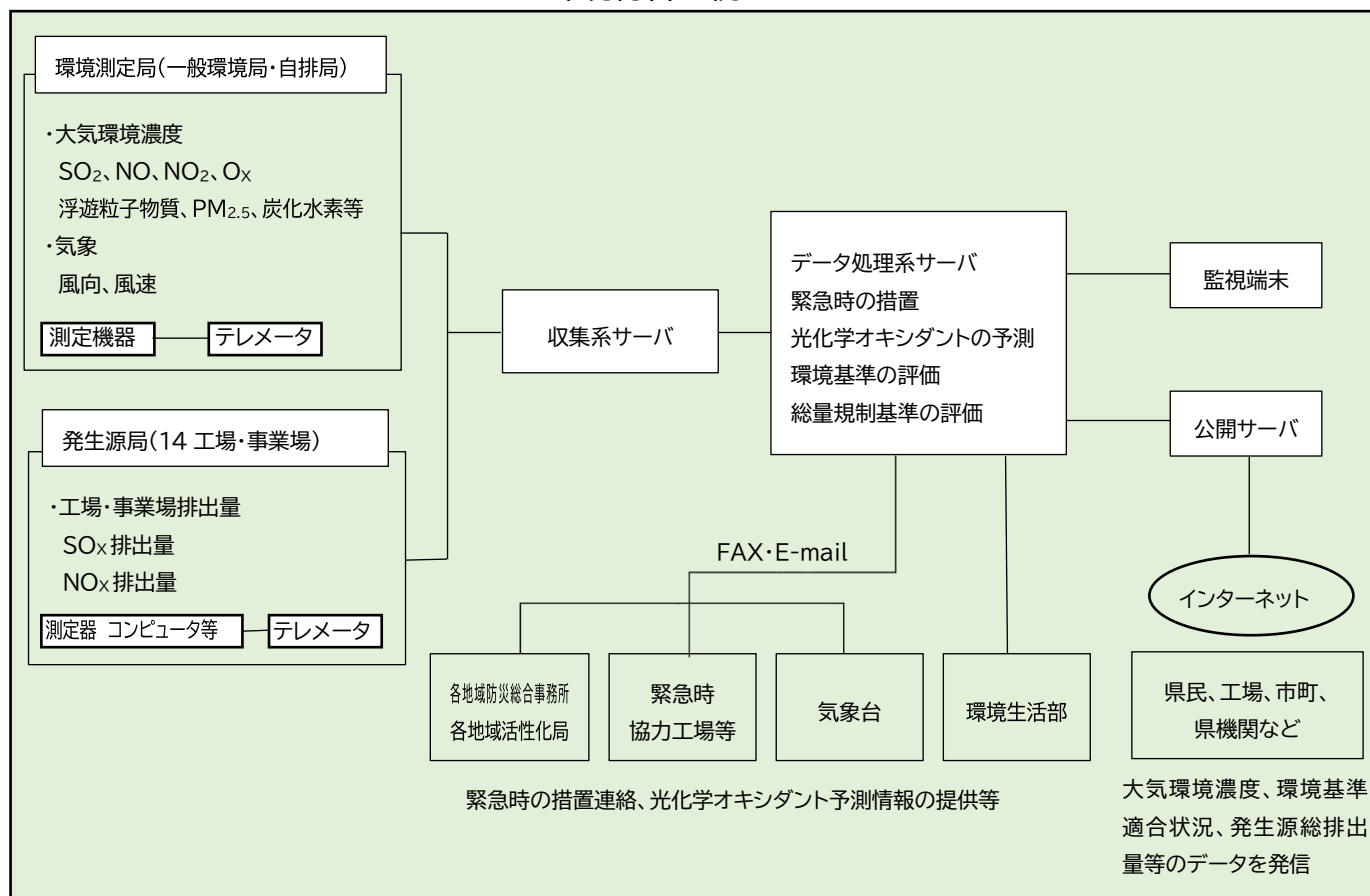 環境測定局(一般環境局・自排局)
・大気環境濃度
SO₂、NO、NO₂、Oₓ
浮遊粒子物質、PM₂.₅、炭化水素等
・気象
風向、風速
測定機器
テレメータ
発生源局(14 工場・事業場)
・工場・事業場排出量
SOₓ排出量
NOₓ排出量
測定器 コンピュータ等
テレメータ
収集系サーバ
データ処理系サーバ
緊急時の措置
光化学オキシダントの予測
環境基準の評価
総量規制基準の評価
監視端末
公開サーバ
インターネット
FAX・E-mail
各地域防災総合事務所
各地域活性化局
緊急時
協力工場等
気象台
環境生活部
県民、工場、市町、
県機関など
緊急時の措置連絡、光化学オキシダント予測情報の提供等
大気環境濃度、環境基準
適合状況、発生源総排出
量等のデータを発信